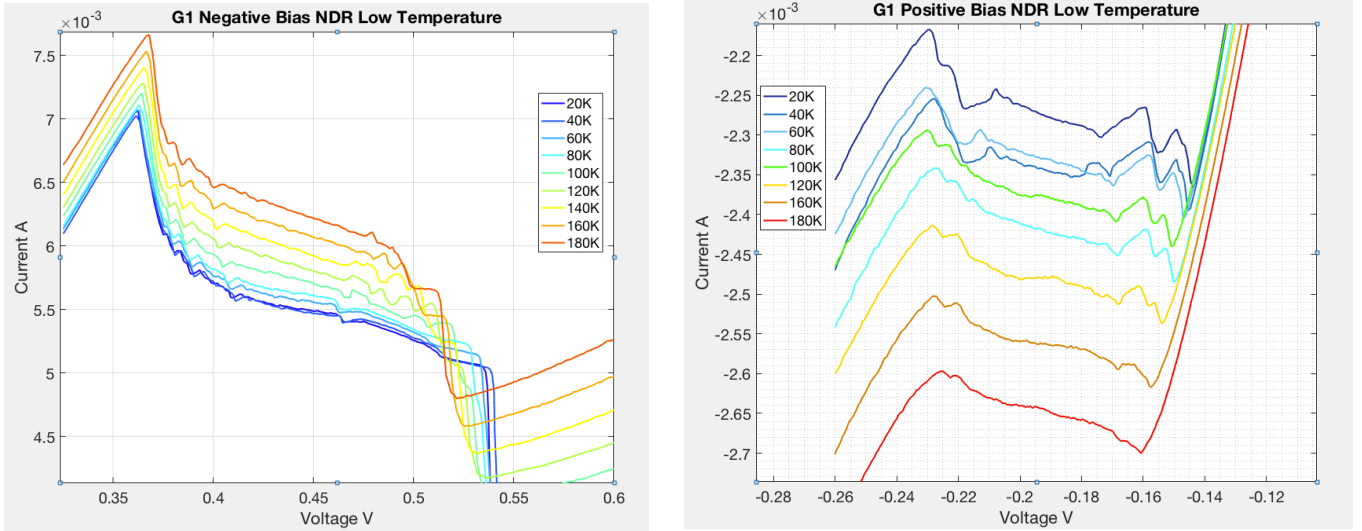 G1 Negative Bias NDR Low Temperature
×10⁻³
7.5
7
6.5
6
5.5
5
4.5
Current A
0.35 0.4 0.45 0.5 0.55 0.6
Voltage V
20K
40K
60K
80K
100K
120K
140K
160K
180K
G1 Positive Bias NDR Low Temperature
×10⁻³
-2.2
-2.25
-2.3
-2.35
-2.4
-2.45
-2.5
-2.55
-2.6
-2.65
-2.7
Current A
-0.28 -0.26 -0.24 -0.22 -0.2 -0.18 -0.16 -0.14 -0.12
Voltage V
20K
40K
60K
80K
100K
120K
160K
180K